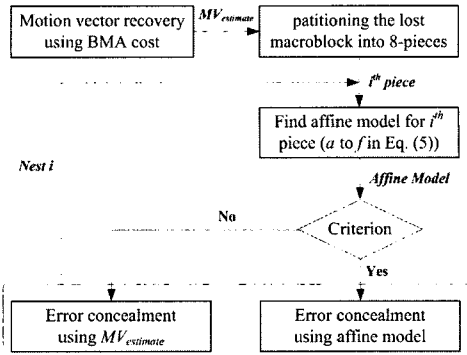 Motion vector recovery
using BMA cost
MVestimate
patitioning the lost
macroblock into 8-pieces
ith piece
Find affine model for ith
piece (a to f in Eq. (5))
Nest i
Affine Model
No
Criterion
Yes
Error concealment
using MVestimate
Error concealment
using affine model